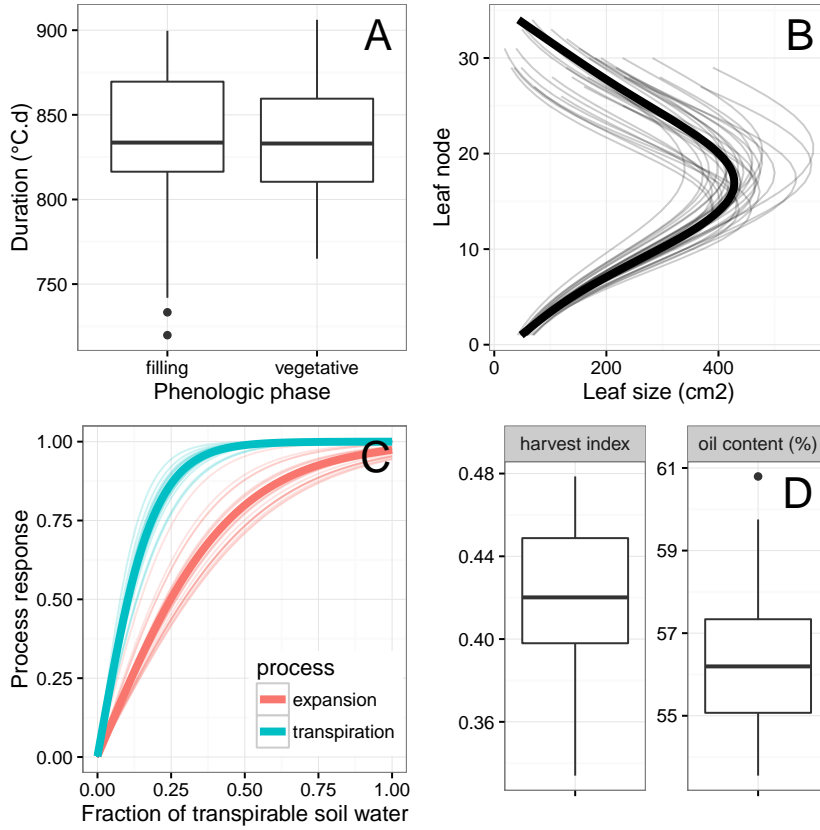 A
900
850
800
750
Duration (°C.d)
filling
vegetative
Phenologic phase
B
30
20
10
0
Leaf node
0
200
400
Leaf size (cm2)
C
1.00
0.75
0.50
0.25
0.00
Process response
process
expansion
transpiration
0.00
0.25
0.50
0.75
1.00
Fraction of transpirable soil water
harvest index
0.48
0.44
0.40
0.36
oil content (%)
D
61
59
57
55